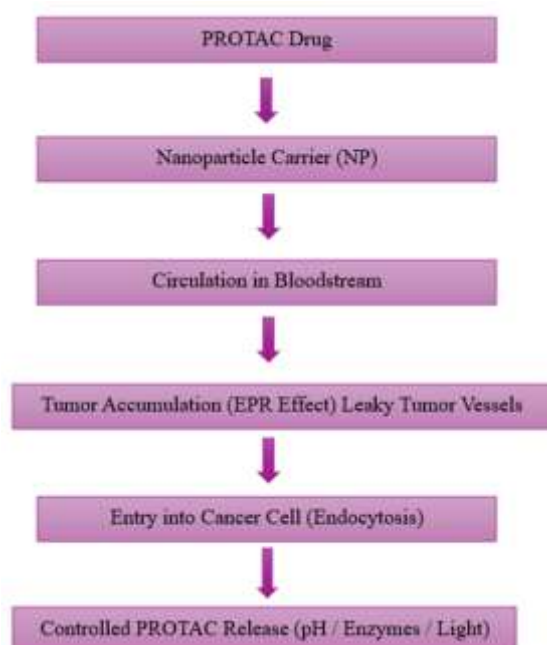 PROTAC Drug
Nanoparticle Carrier (NP)
Circulation in Bloodstream
Tumor Accumulation (EPR Effect) Leaky Tumor Vessels
Entry into Cancer Cell (Endocytosis)
Controlled PROTAC Release (pH / Enzymes / Light)